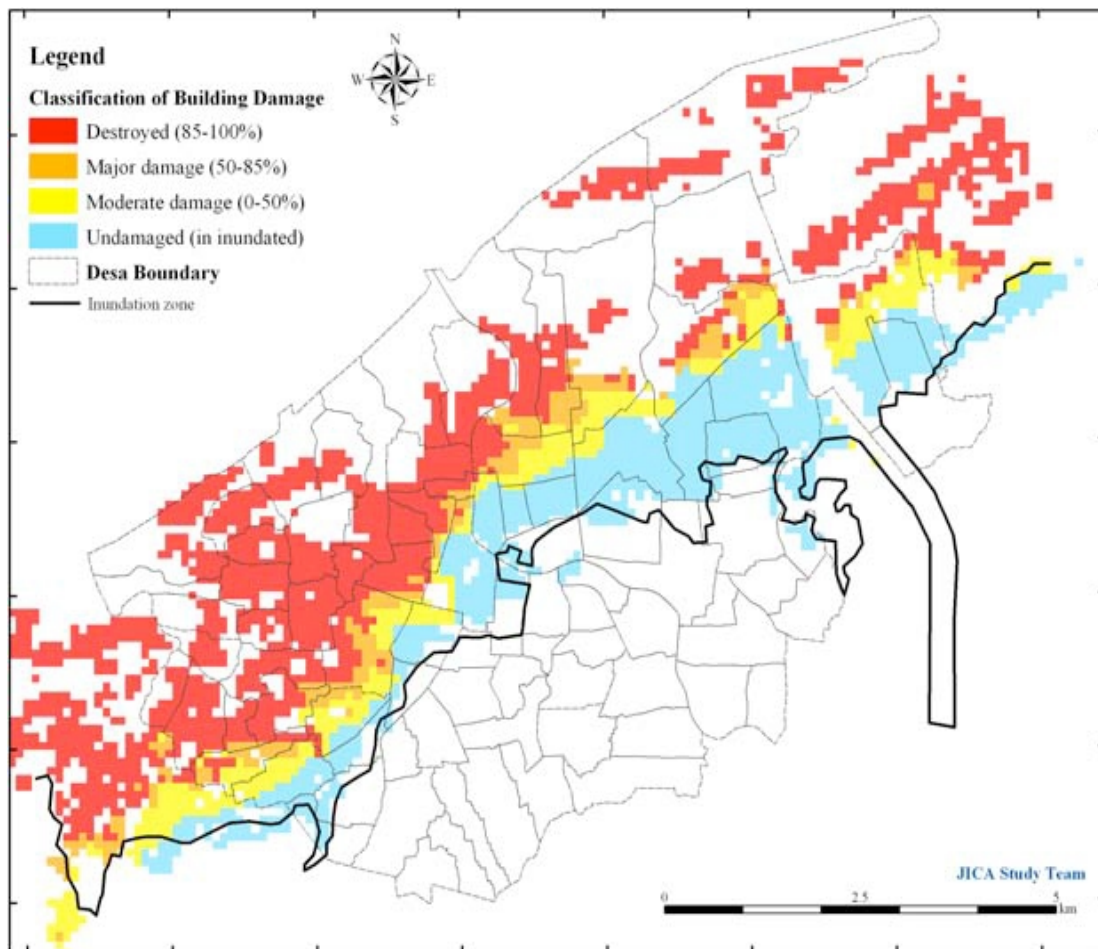 Legend
N
W E
S
Classification of Building Damage
Destroyed (85-100%)
Major damage (50-85%)
Moderate damage (0-50%)
Undamaged (in inundated)
Desa Boundary
Inundation zone
JICA Study Team
0 2.5 5
km